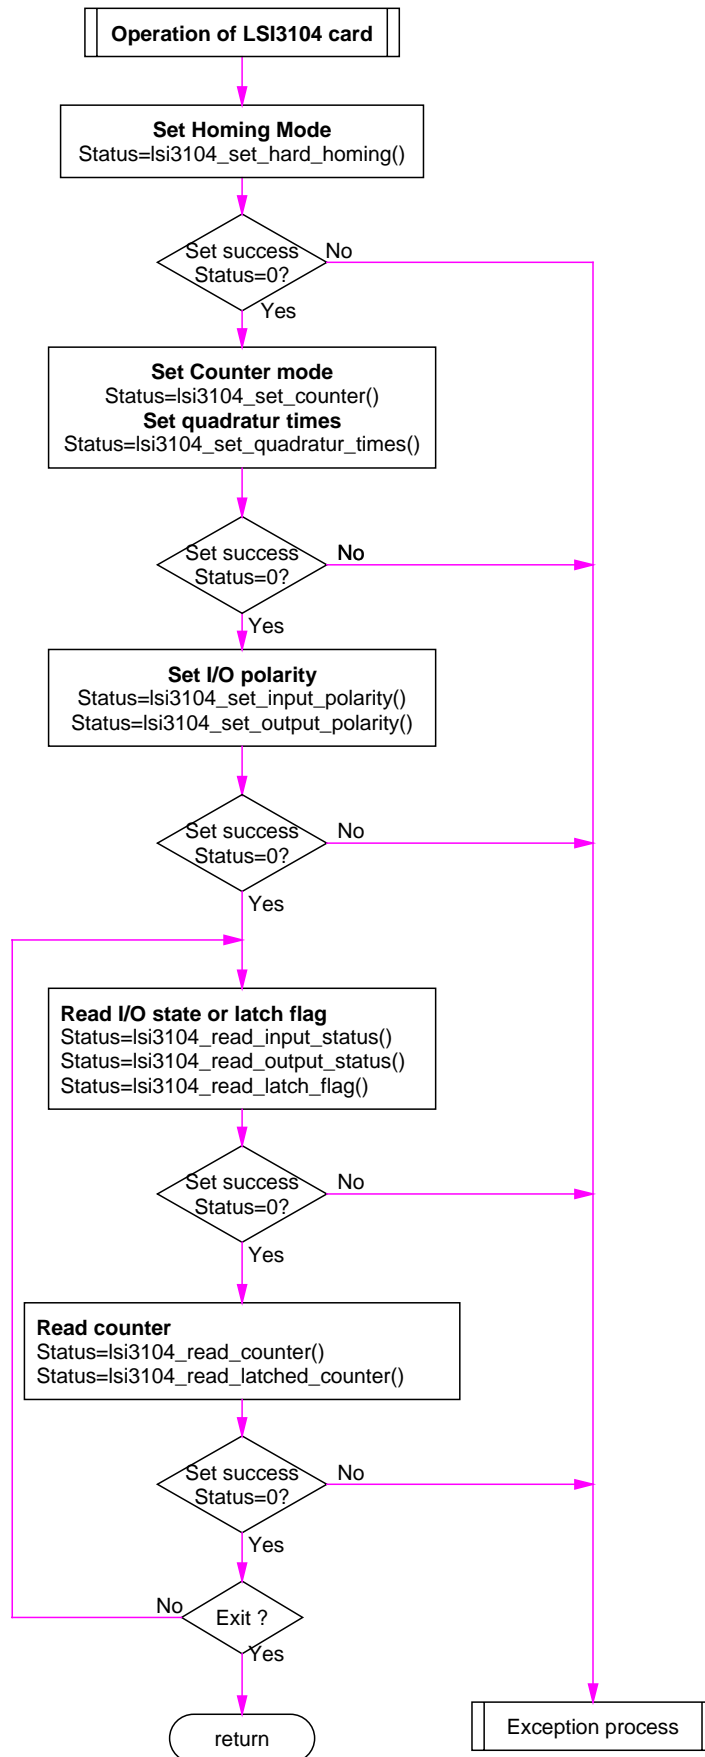 Operation of LSI3104 card
Set Homing Mode
Status=lsi3104_set_hard_homing()
Set success
Status=0?
No
Yes
Set Counter mode
Status=lsi3104_set_counter()
Set quadratur times
Status=lsi3104_set_quadratur_times()
Set success
Status=0?
No
Yes
Set I/O polarity
Status=lsi3104_set_input_polarity()
Status=lsi3104_set_output_polarity()
Set success
Status=0?
No
Yes
Read I/O state or latch flag
Status=lsi3104_read_input_status()
Status=lsi3104_read_output_status()
Status=lsi3104_read_latch_flag()
Set success
Status=0?
No
Yes
Read counter
Status=lsi3104_read_counter()
Status=lsi3104_read_latched_counter()
Set success
Status=0?
No
Yes
No
Exit ?
Yes
return
Exception process